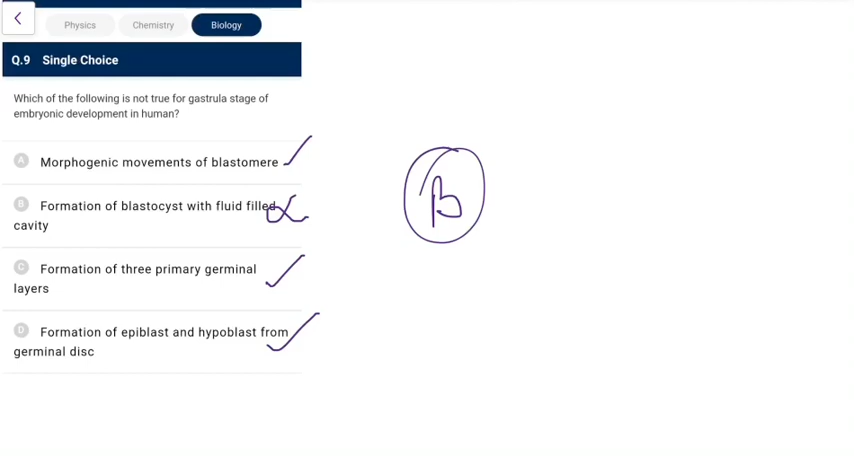 Physics Chemistry Biology
Q.9 Single Choice
Which of the following is not true for gastrula stage of
embryonic development in human?
A Morphogenic movements of blastomere
B Formation of blastocyst with fluid filled
cavity
C Formation of three primary germinal
layers
D Formation of epiblast and hypoblast from
germinal disc
B